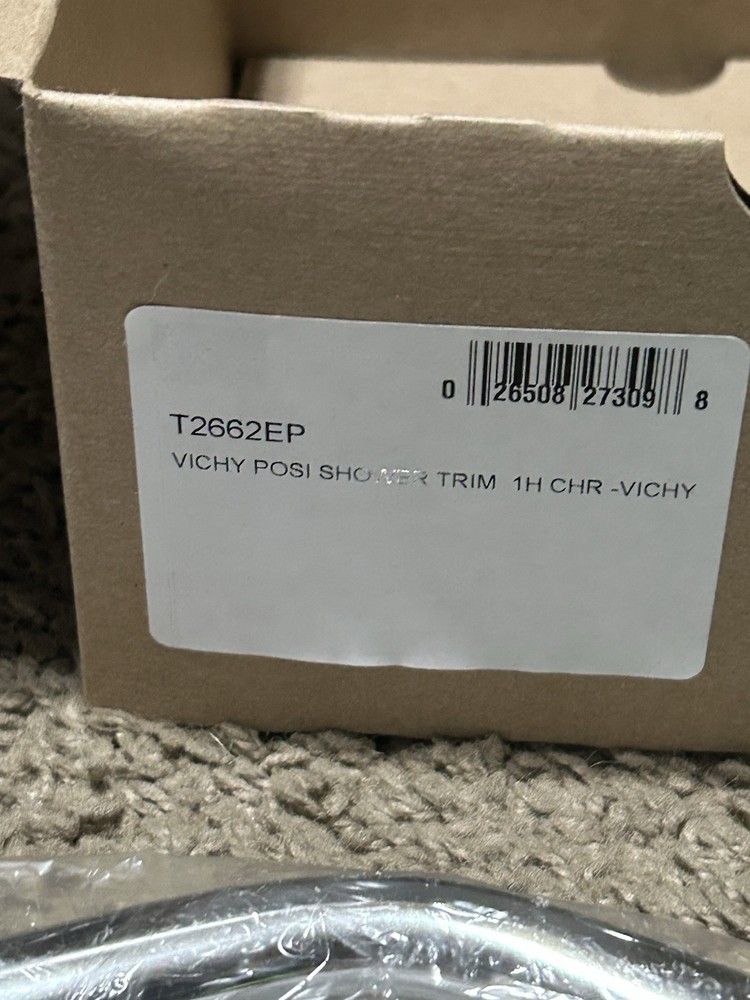 0 26508 27309 8
T2662EP
VICHY POSI SHOWER TRIM 1H CHR -VICHY